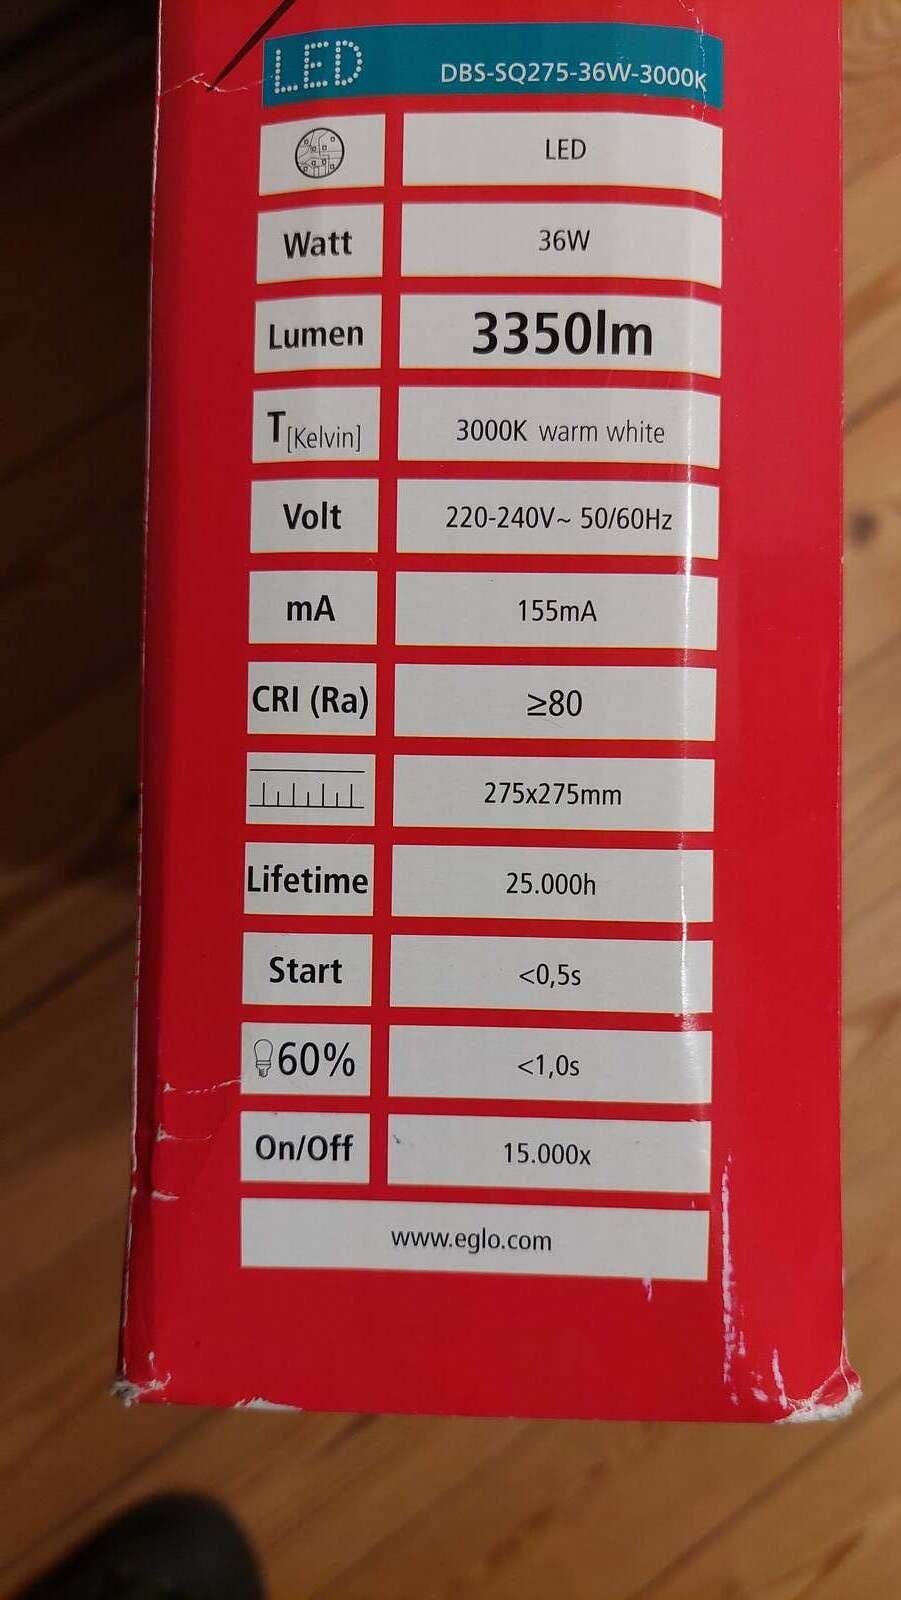 LED DBS-SQ275-36W-3000K
LED
Watt 36W
Lumen 3350lm
T[Kelvin] 3000K warm white
Volt 220-240V~ 50/60Hz
mA 155mA
CRI (Ra) ≥80
275x275mm
Lifetime 25.000h
Start <0,5s
60% <1,0s
On/Off 15.000x
www.eglo.com